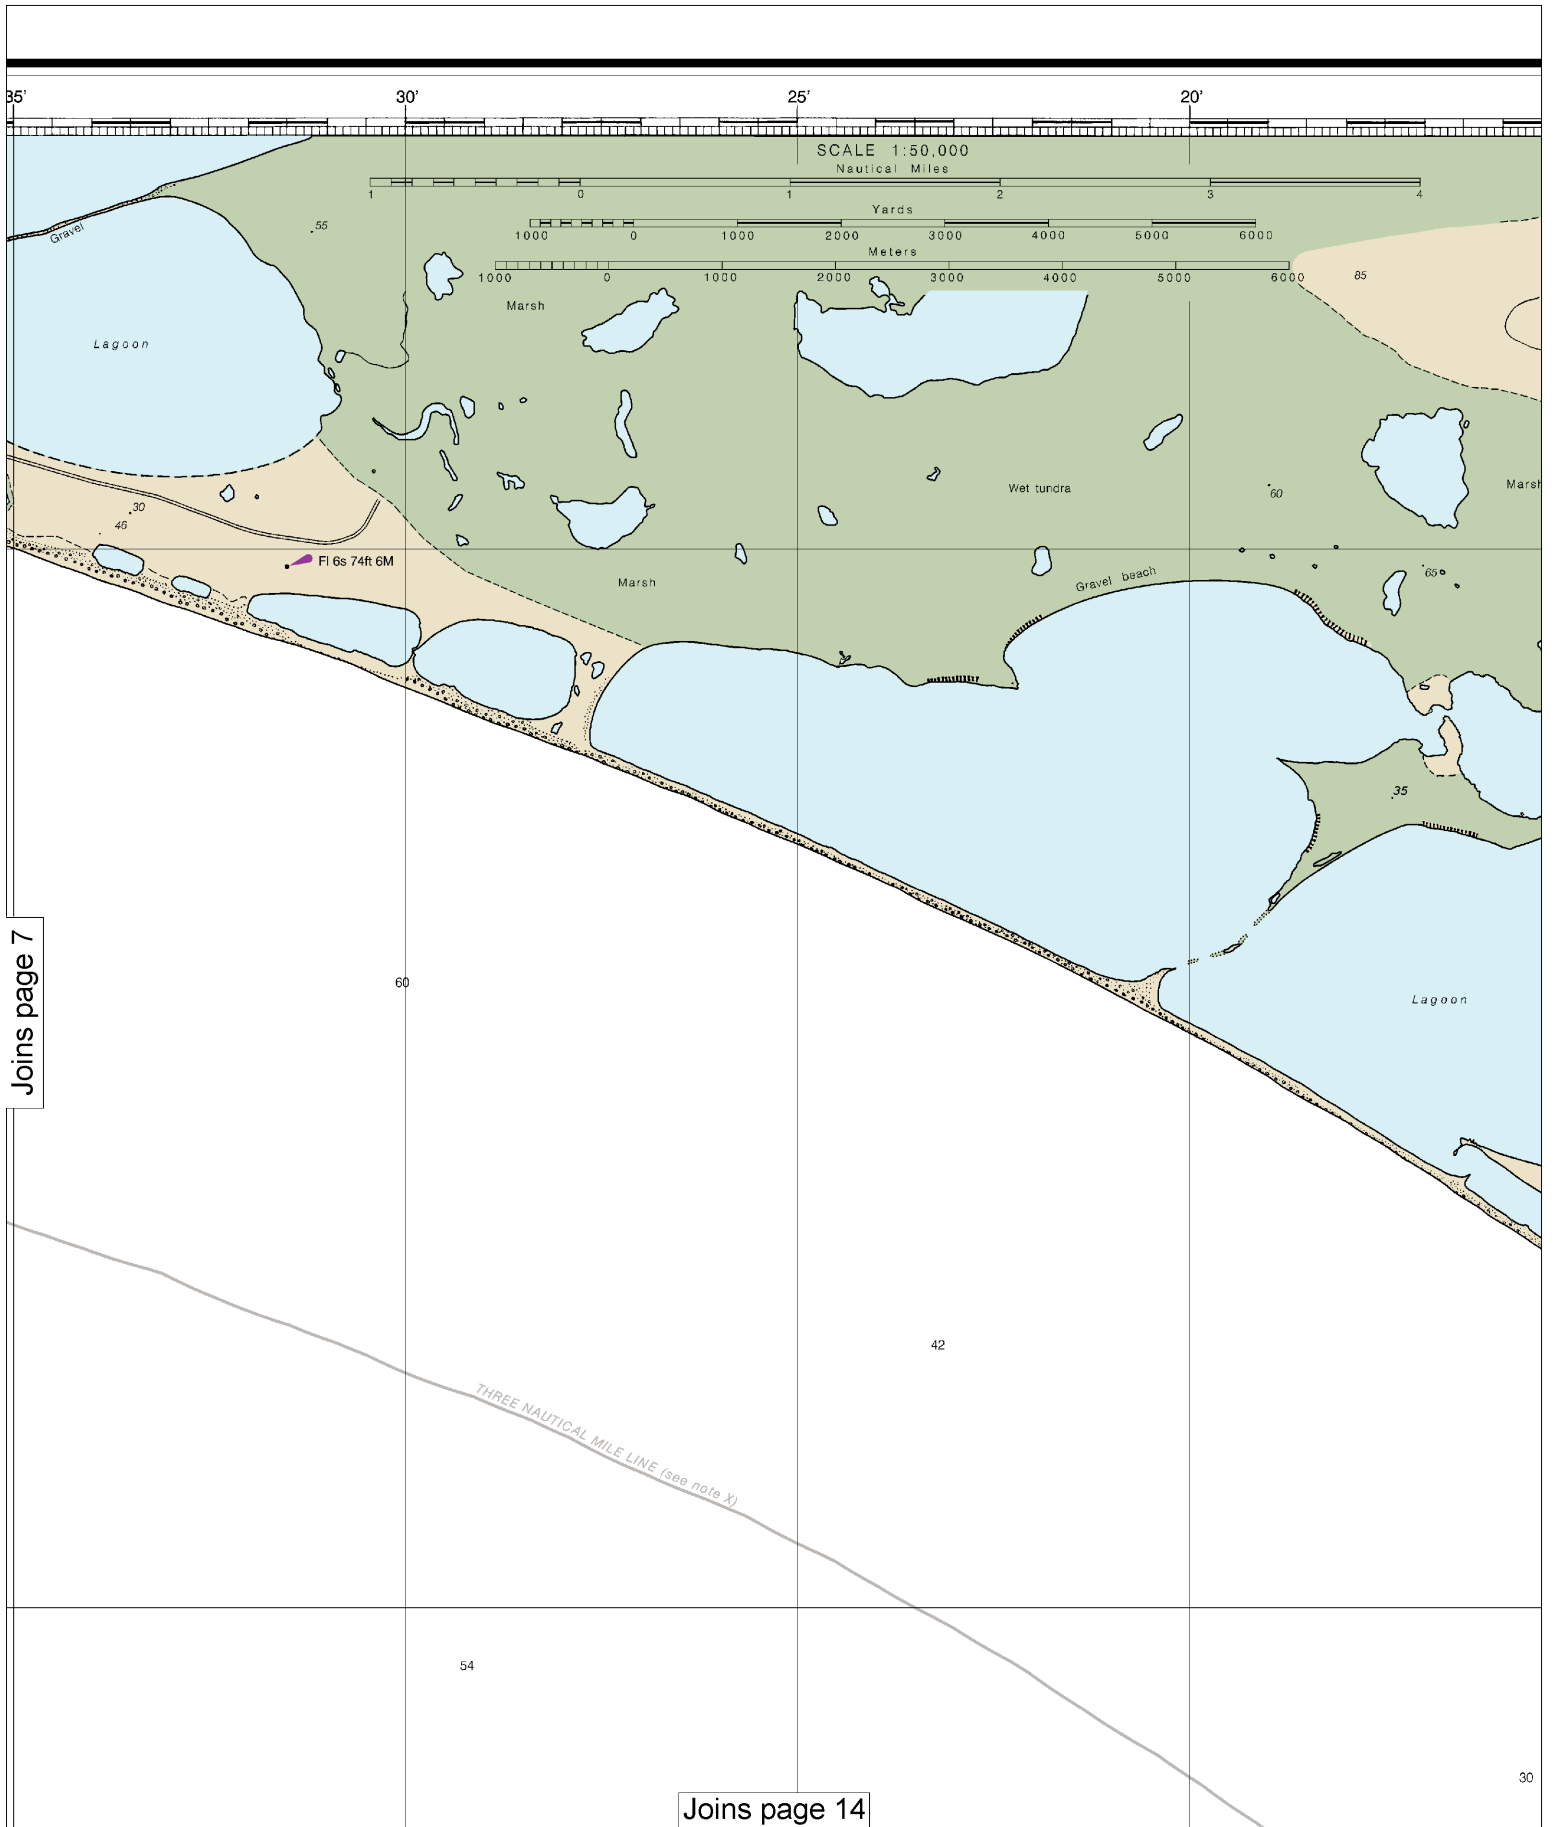 35' 30' 25' 20'
SCALE 1:50,000
Nautical Miles
1 0 1 2 3 4
Yards
1000 0 1000 2000 3000 4000 5000 6000
Meters
1000 0 1000 2000 3000 4000 5000 6000
55
Gravel
85
Marsh
Lagoon
Wet tundra
60
Marsh
30
46
Fl 6s 74ft 6M
Marsh
Gravel beach
65
35
Joins page 7
60
Lagoon
42
THREE NAUTICAL MILE LINE (see note X)
54
30
Joins page 14